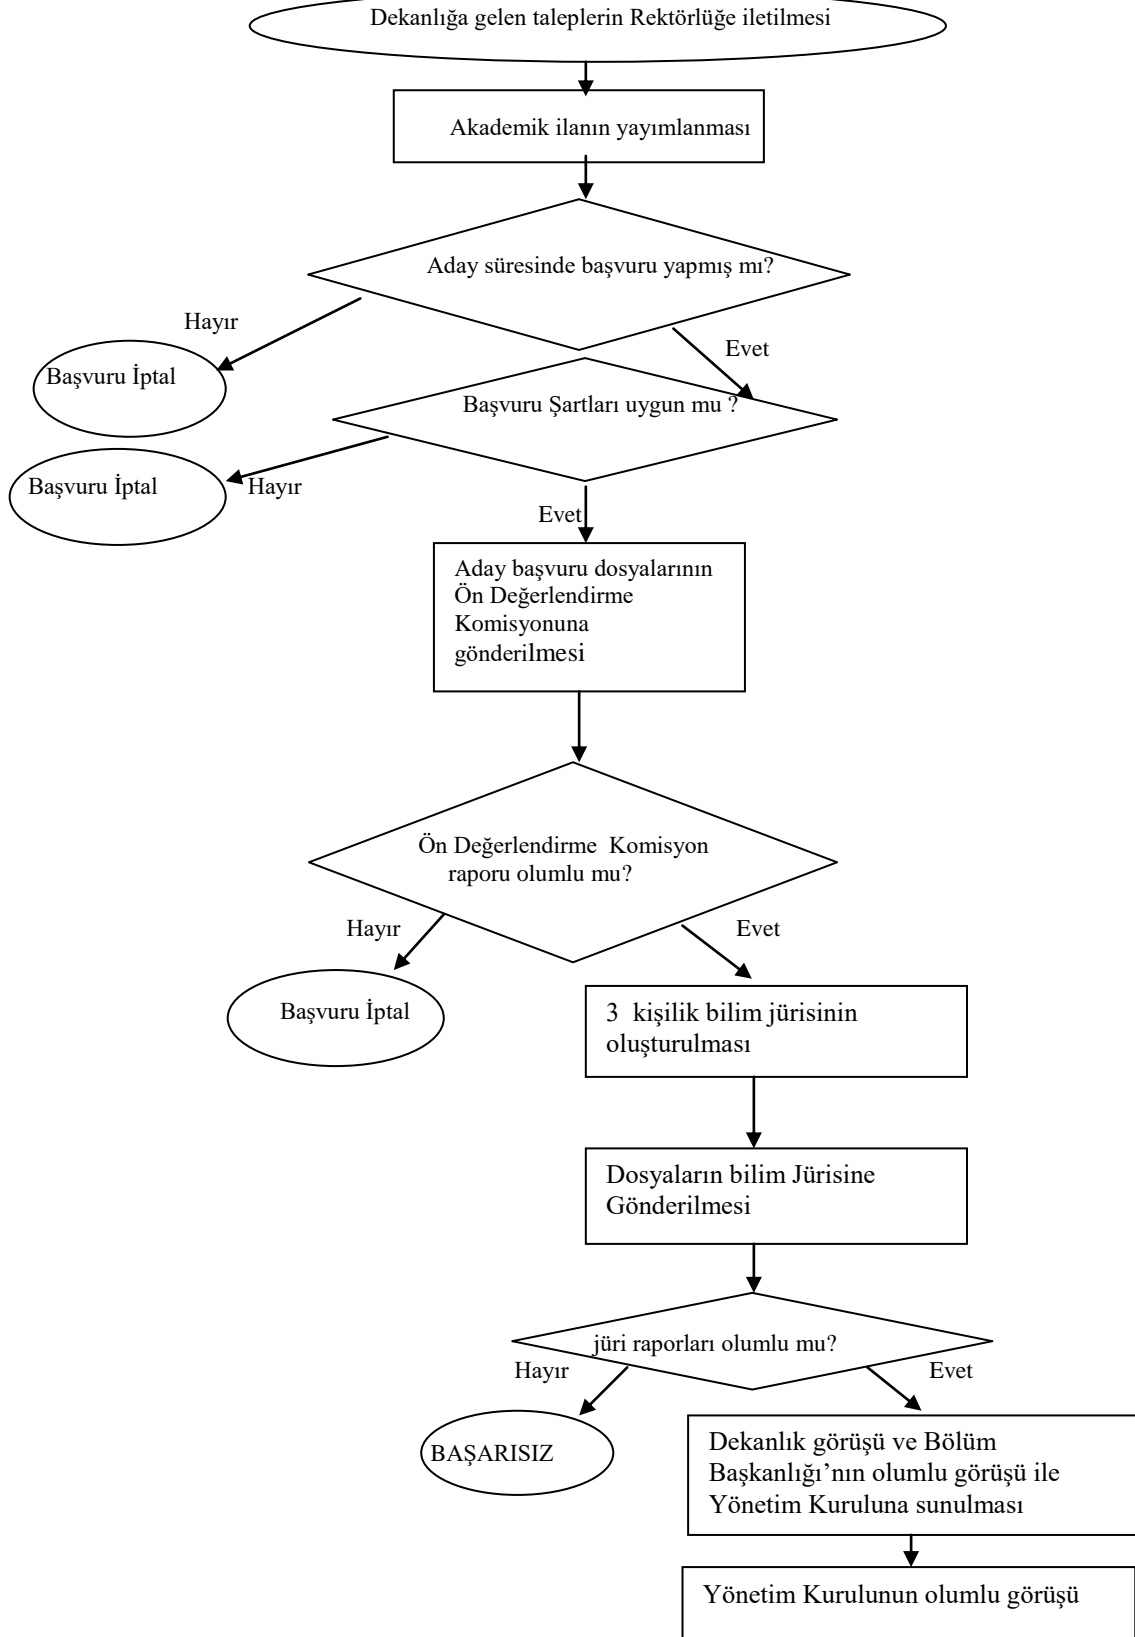 Dekanlığa gelen taleplerin Rektörlüğe iletilmesi
Akademik ilanın yayımlanması
Aday süresinde başvuru yapmış mı?
Hayır
Evet
Başvuru İptal
Başvuru Şartları uygun mu ?
Başvuru İptal
Hayır
Evet
Aday başvuru dosyalarının
Ön Değerlendirme
Komisyonuna
gönderilmesi
Ön Değerlendirme Komisyon
raporu olumlu mu?
Hayır
Evet
Başvuru İptal
3 kişilik bilim jürisinin
oluşturulması
Dosyaların bilim Jürisine
Gönderilmesi
jüri raporları olumlu mu?
Hayır
Evet
BAŞARISIZ
Dekanlık görüşü ve Bölüm
Başkanlığı’nın olumlu görüşü ile
Yönetim Kuruluna sunulması
Yönetim Kurulunun olumlu görüşü